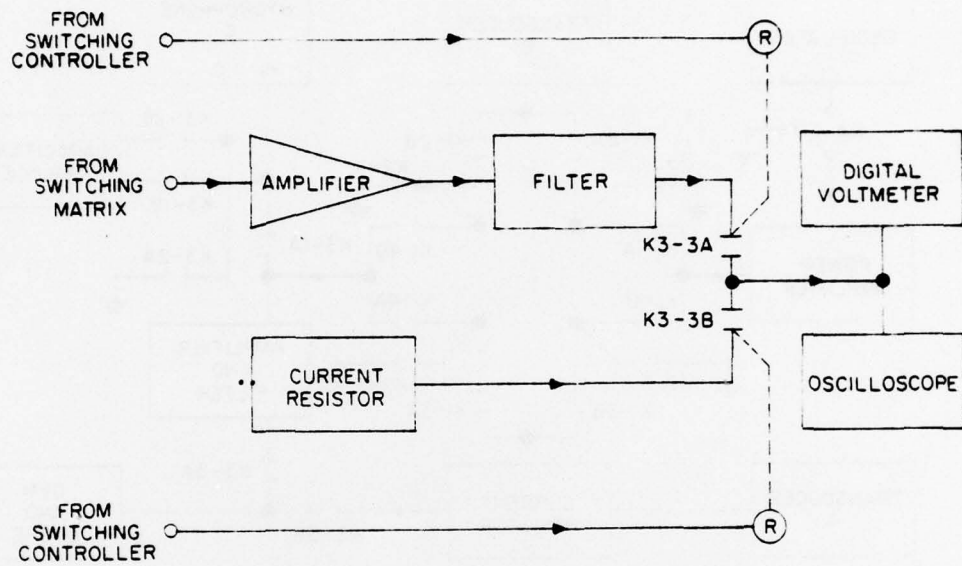 FROM
SWITCHING
CONTROLLER
R
FROM
SWITCHING
MATRIX
AMPLIFIER
FILTER
DIGITAL
VOLTMETER
K3-3A
K3-3B
CURRENT
RESISTOR
OSCILLOSCOPE
FROM
SWITCHING
CONTROLLER
R